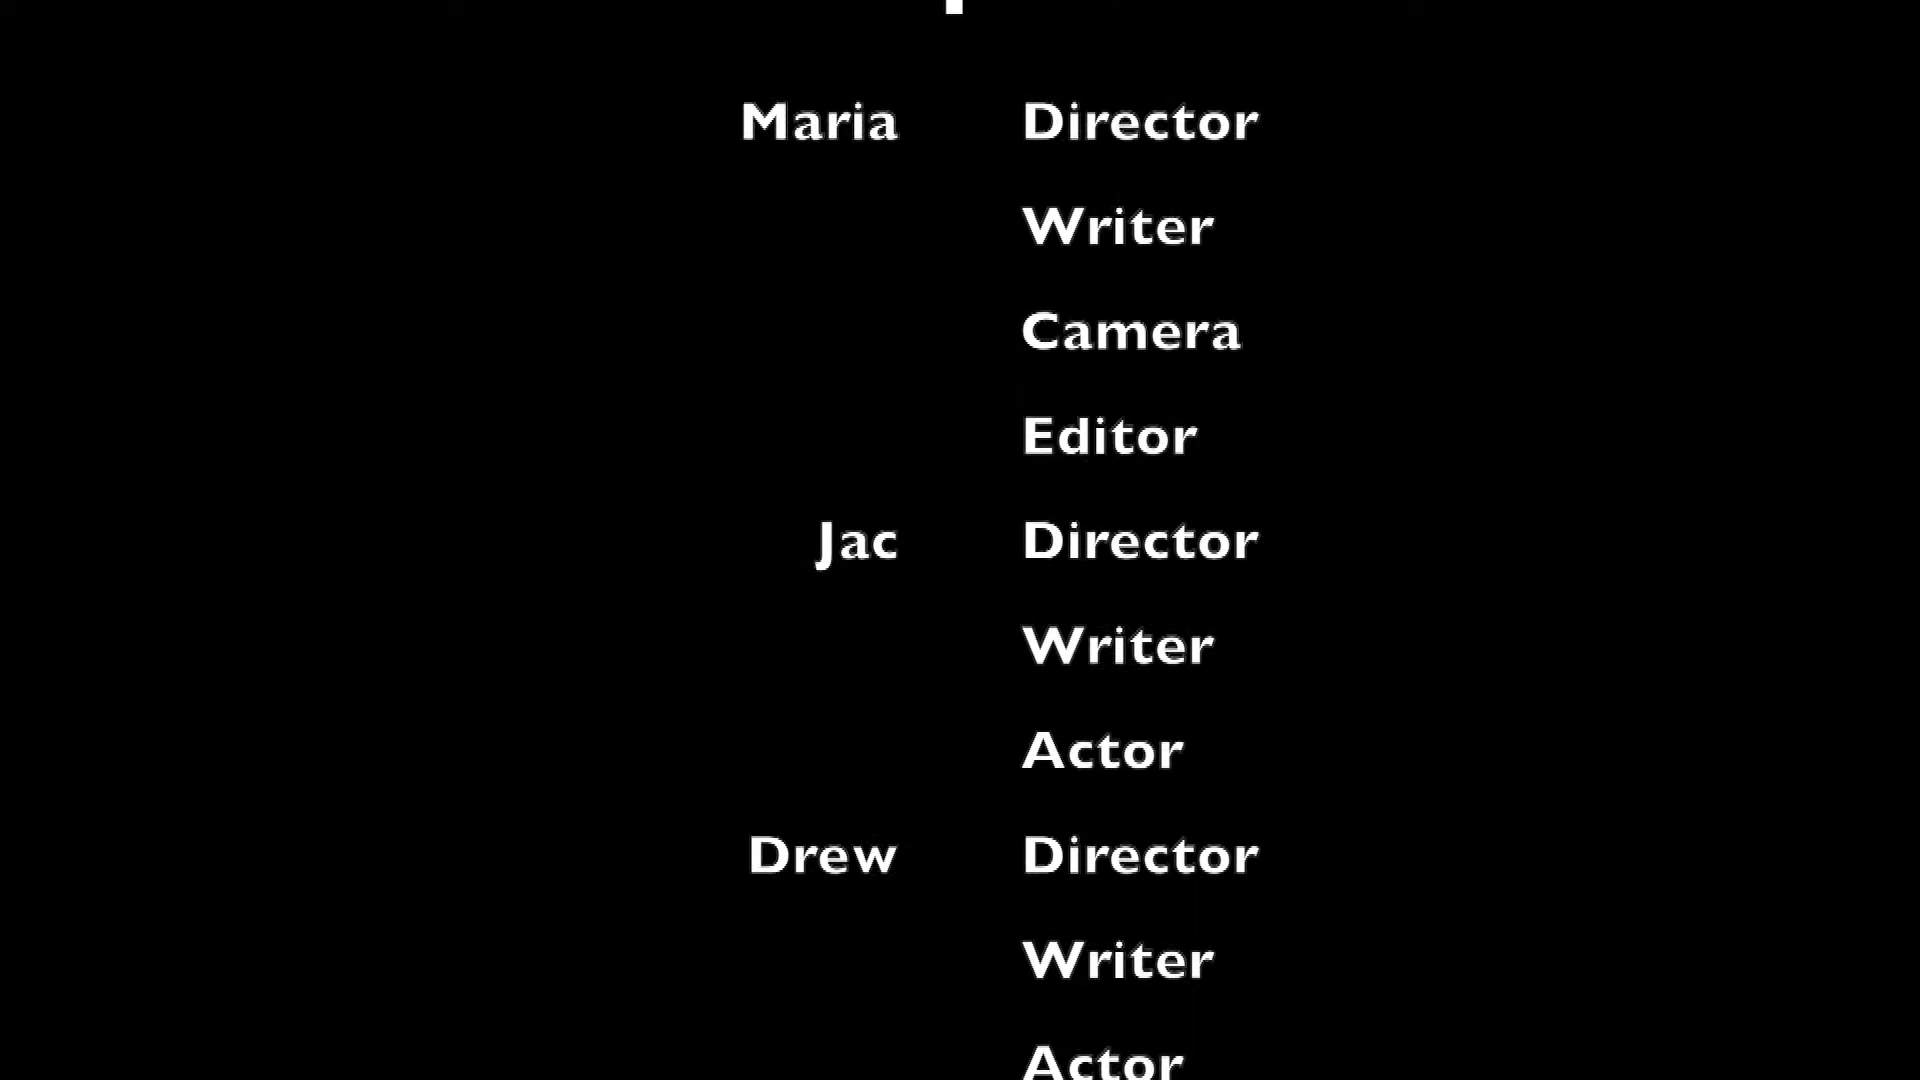 Maria Director
Writer
Camera
Editor
Jac Director
Writer
Actor
Drew Director
Writer
Actor